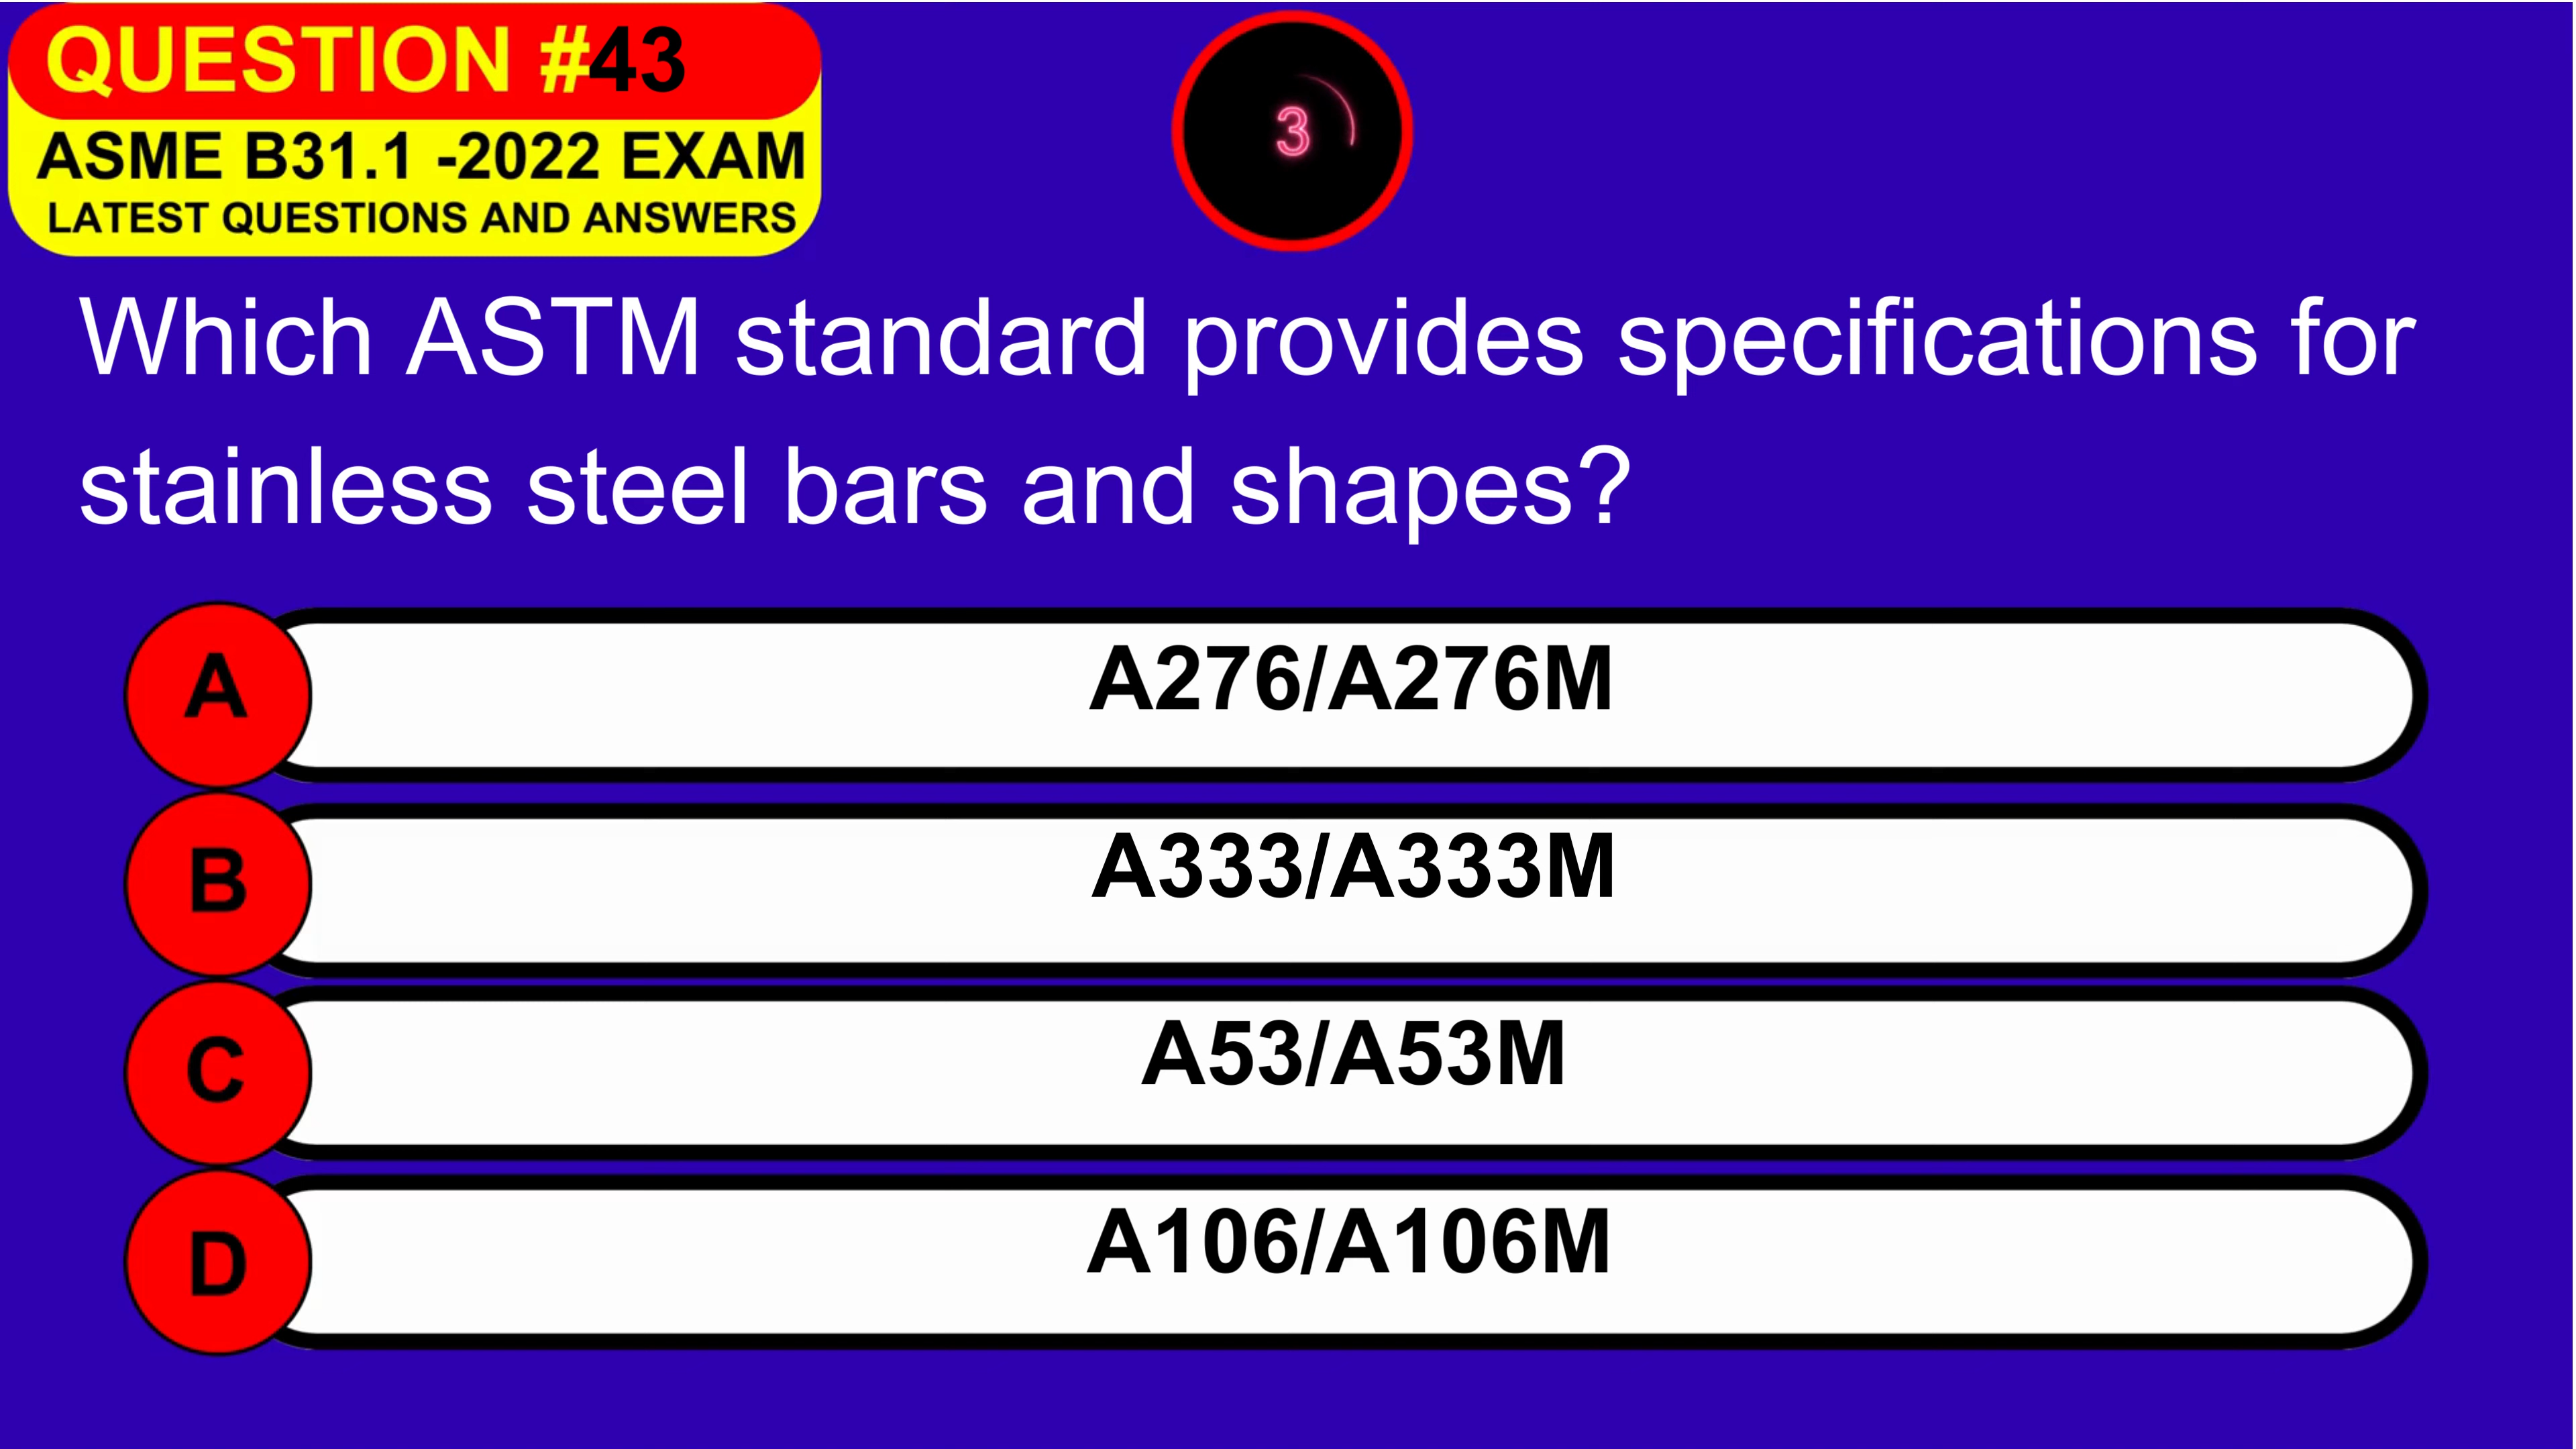 QUESTION #43
ASME B31.1 -2022 EXAM
LATEST QUESTIONS AND ANSWERS
3
Which ASTM standard provides specifications for
stainless steel bars and shapes?
A
A276/A276M
B
A333/A333M
C
A53/A53M
D
A106/A106M